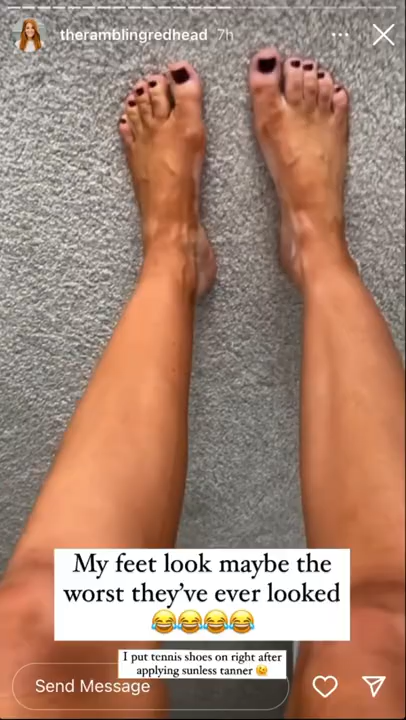 theramblingredhead 7h
My feet look maybe the
worst they’ve ever looked
😂😂😂😂
I put tennis shoes on right after
applying sunless tanner 🫠
Send Message